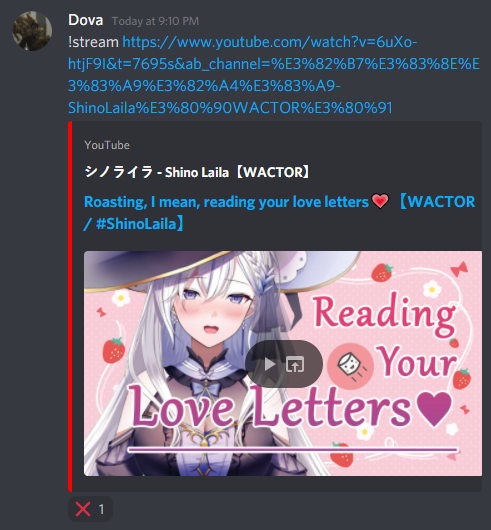 Dova Today at 9:10 PM
!stream https://www.youtube.com/watch?v=6uXo-
htjF9I&t=7695s&ab_channel=%E3%82%B7%E3%83%8E%E
3%83%A9%E3%82%A4%E3%83%A9-
ShinoLaila%E3%80%90WACTOR%E3%80%91
YouTube
シノライラ - Shino Laila【WACTOR】
Roasting, I mean, reading your love letters💗【WACTOR
/ #ShinoLaila】
Reading
Your
Love Letters♥
❌ 1